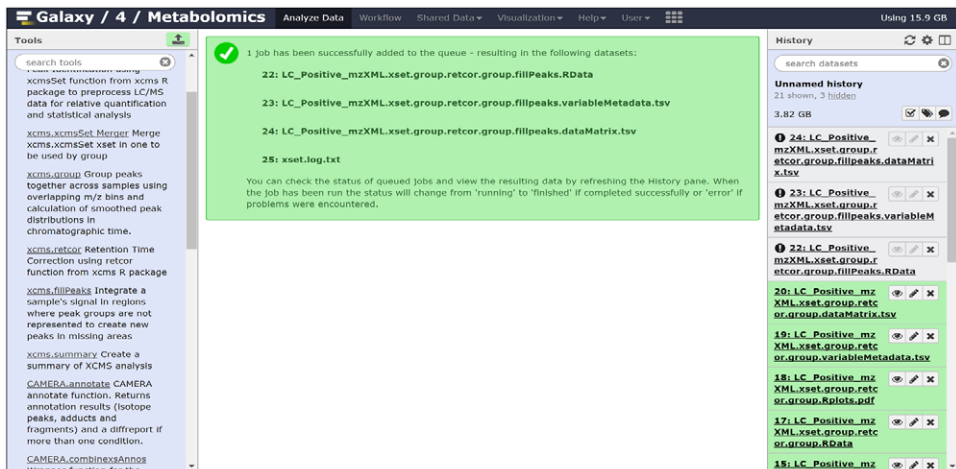 Galaxy / 4 / Metabolomics
Analyze Data Workflow Shared Data Visualization Help User
Using 15.9 GB
Tools
search tools
xcmsSet function from xcms R
package to preprocess LC/MS
data for relative quantification
and statistical analysis
xcms.xcmsSet Merger Merge
xcms.xcmsSet xset in one to
be used by group
xcms.group Group peaks
together across samples using
overlapping m/z bins and
calculation of smoothed peak
distributions in
chromatographic time.
xcms.retcor Retention Time
Correction using retcor
function from xcms R package
xcms.fillPeaks Integrate a
sample's signal in regions
where peak groups are not
represented to create new
peaks in missing areas
xcms.summary Create a
summary of XCMS analysis
CAMERA.annotate CAMERA
annotate function. Returns
annotation results (isotope
peaks, adducts and
fragments) and a diffreport if
more than one condition.
CAMERA.combinexsAnnos
1 job has been successfully added to the queue - resulting in the following datasets:
22: LC_Positive_mzXML.xset.group.retcor.group.fillPeaks.RData
23: LC_Positive_mzXML.xset.group.retcor.group.fillpeaks.variableMetadata.tsv
24: LC_Positive_mzXML.xset.group.retcor.group.fillpeaks.dataMatrix.tsv
25: xset.log.txt
You can check the status of queued jobs and view the resulting data by refreshing the History pane. When
the job has been run the status will change from 'running' to 'finished' if completed successfully or 'error' if
problems were encountered.
History
search datasets
Unnamed history
21 shown, 3 hidden
3.82 GB
24: LC_Positive_
mzXML.xset.group.r
etcor.group.fillpeaks.dataMatri
x.tsv
23: LC_Positive_
mzXML.xset.group.r
etcor.group.fillpeaks.variableM
etadata.tsv
22: LC_Positive_
mzXML.xset.group.r
etcor.group.fillPeaks.RData
20: LC_Positive_mz
XML.xset.group.retc
or.group.dataMatrix.tsv
19: LC_Positive_mz
XML.xset.group.retc
or.group.variableMetadata.tsv
18: LC_Positive_mz
XML.xset.group.retc
or.group.Rplots.pdf
17: LC_Positive_mz
XML.xset.group.retc
or.group.RData
15: LC_Positive_mz